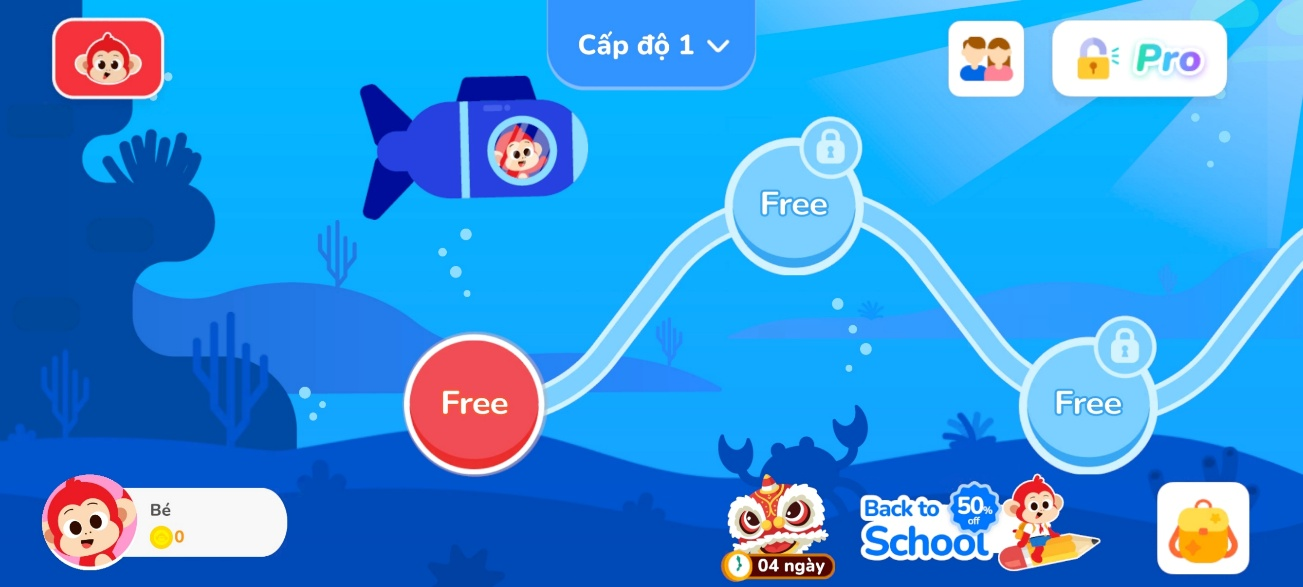 Cấp độ 1
Pro
Free
Free
Free
Bé
0
04 ngày
Back to
School
50%
off